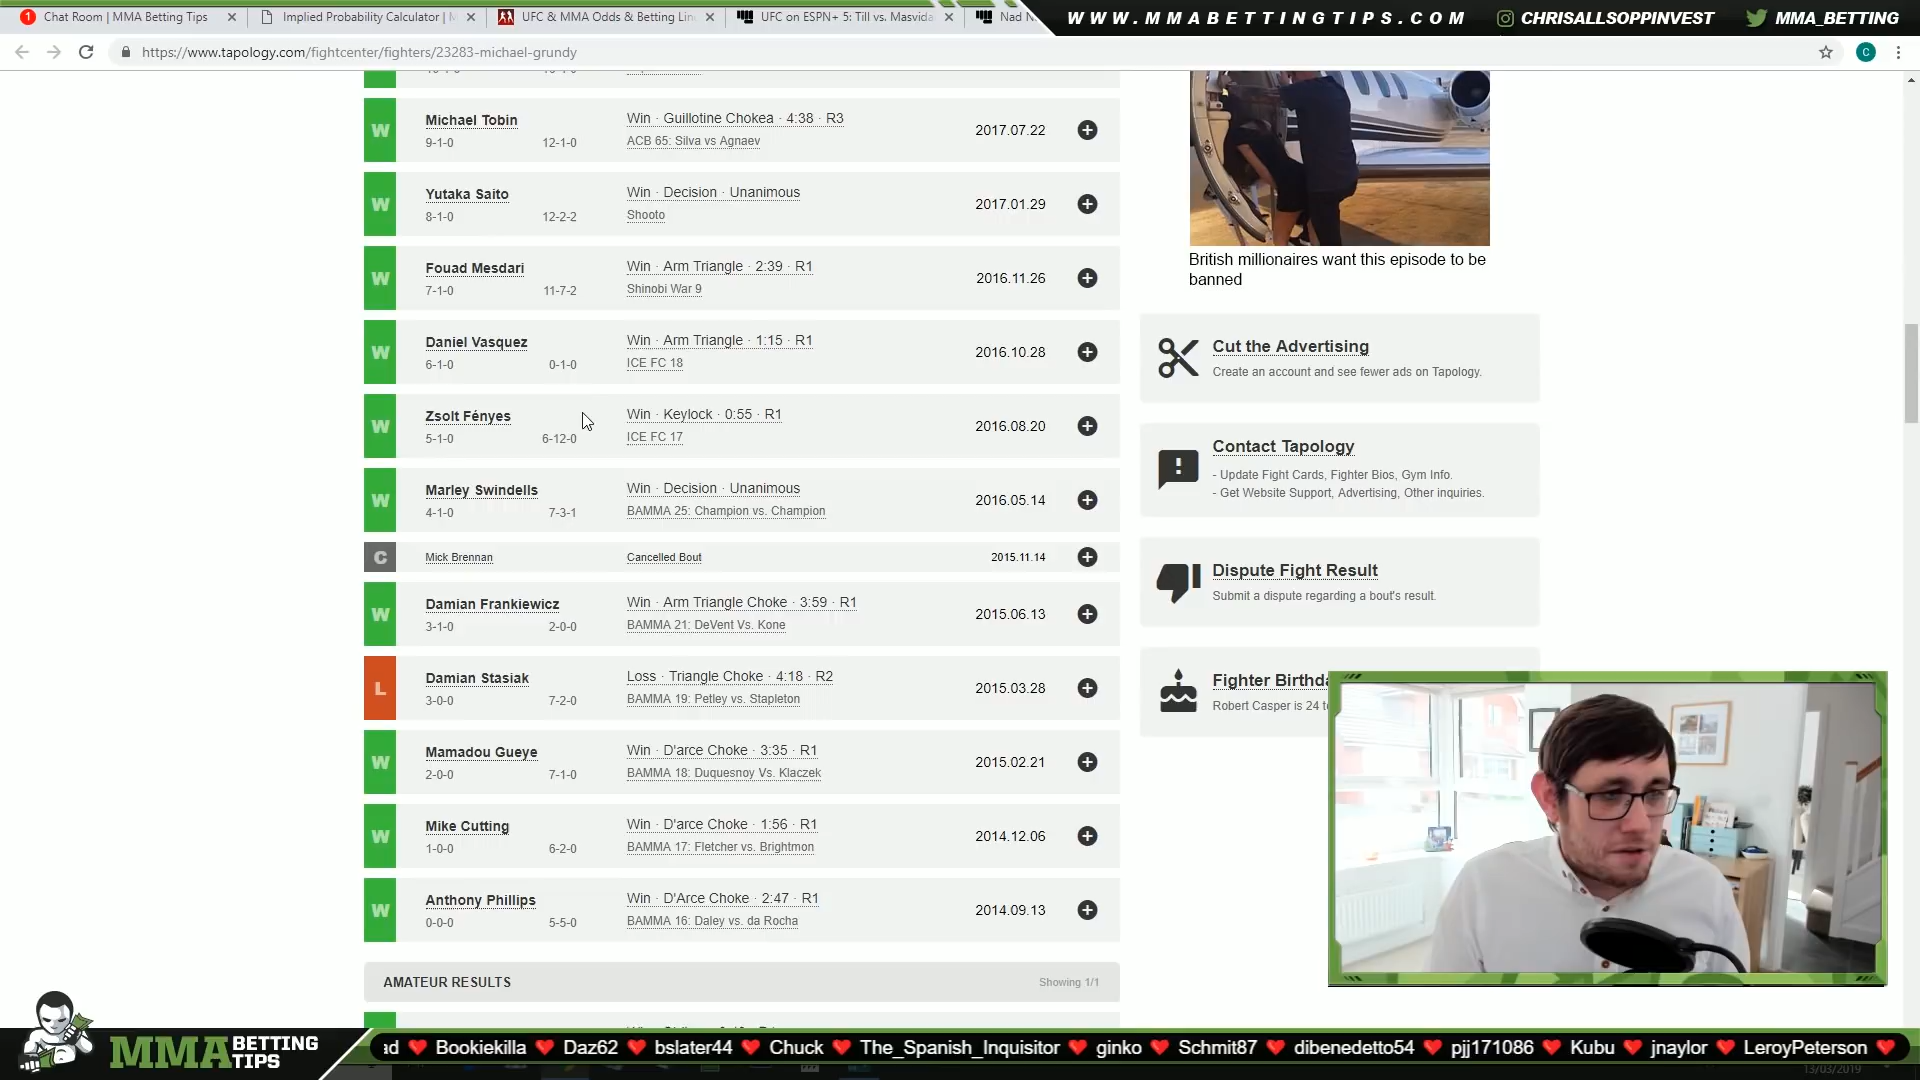 1 Chat Room | MMA Betting Tips
Implied Probability Calculator |
UFC & MMA Odds & Betting Lin
UFC on ESPN+ 5: Till vs. Masvida
Nad N
WWW.MMABETTINGTIPS.COM
CHRISALLSOPPINVEST
MMA_BETTING
https://www.tapology.com/fightcenter/fighters/23283-michael-grundy
C
W
Michael Tobin
9-1-0 12-1-0
Win · Guillotine Chokea · 4:38 · R3
ACB 65: Silva vs Agnaev
2017.07.22
W
Yutaka Saito
8-1-0 12-2-2
Win · Decision · Unanimous
Shooto
2017.01.29
W
Fouad Mesdari
7-1-0 11-7-2
Win · Arm Triangle · 2:39 · R1
Shinobi War 9
2016.11.26
W
Daniel Vasquez
6-1-0 0-1-0
Win · Arm Triangle · 1:15 · R1
ICE FC 18
2016.10.28
W
Zsolt Fényes
5-1-0 6-12-0
Win · Keylock · 0:55 · R1
ICE FC 17
2016.08.20
W
Marley Swindells
4-1-0 7-3-1
Win · Decision · Unanimous
BAMMA 25: Champion vs. Champion
2016.05.14
C
Mick Brennan
Cancelled Bout
2015.11.14
W
Damian Frankiewicz
3-1-0 2-0-0
Win · Arm Triangle Choke · 3:59 · R1
BAMMA 21: DeVent Vs. Kone
2015.06.13
L
Damian Stasiak
3-0-0 7-2-0
Loss · Triangle Choke · 4:18 · R2
BAMMA 19: Petley vs. Stapleton
2015.03.28
W
Mamadou Gueye
2-0-0 7-1-0
Win · D'arce Choke · 3:35 · R1
BAMMA 18: Duquesnoy Vs. Klaczek
2015.02.21
W
Mike Cutting
1-0-0 6-2-0
Win · D'arce Choke · 1:56 · R1
BAMMA 17: Fletcher vs. Brightmon
2014.12.06
W
Anthony Phillips
0-0-0 5-5-0
Win · D'Arce Choke · 2:47 · R1
BAMMA 16: Daley vs. da Rocha
2014.09.13
AMATEUR RESULTS
Showing 1/1
British millionaires want this episode to be
banned
Cut the Advertising
Create an account and see fewer ads on Tapology.
Contact Tapology
- Update Fight Cards, Fighter Bios, Gym Info.
- Get Website Support, Advertising, Other inquiries.
Dispute Fight Result
Submit a dispute regarding a bout's result.
Fighter Birthda
Robert Casper is 24 t
MMA BETTING
TIPS
ad Bookiekilla Daz62 bslater44 Chuck The_Spanish_Inquisitor ginko Schmit87 dibenedetto54 pjj171086 Kubu jnaylor LeroyPeterson
13/03/2019